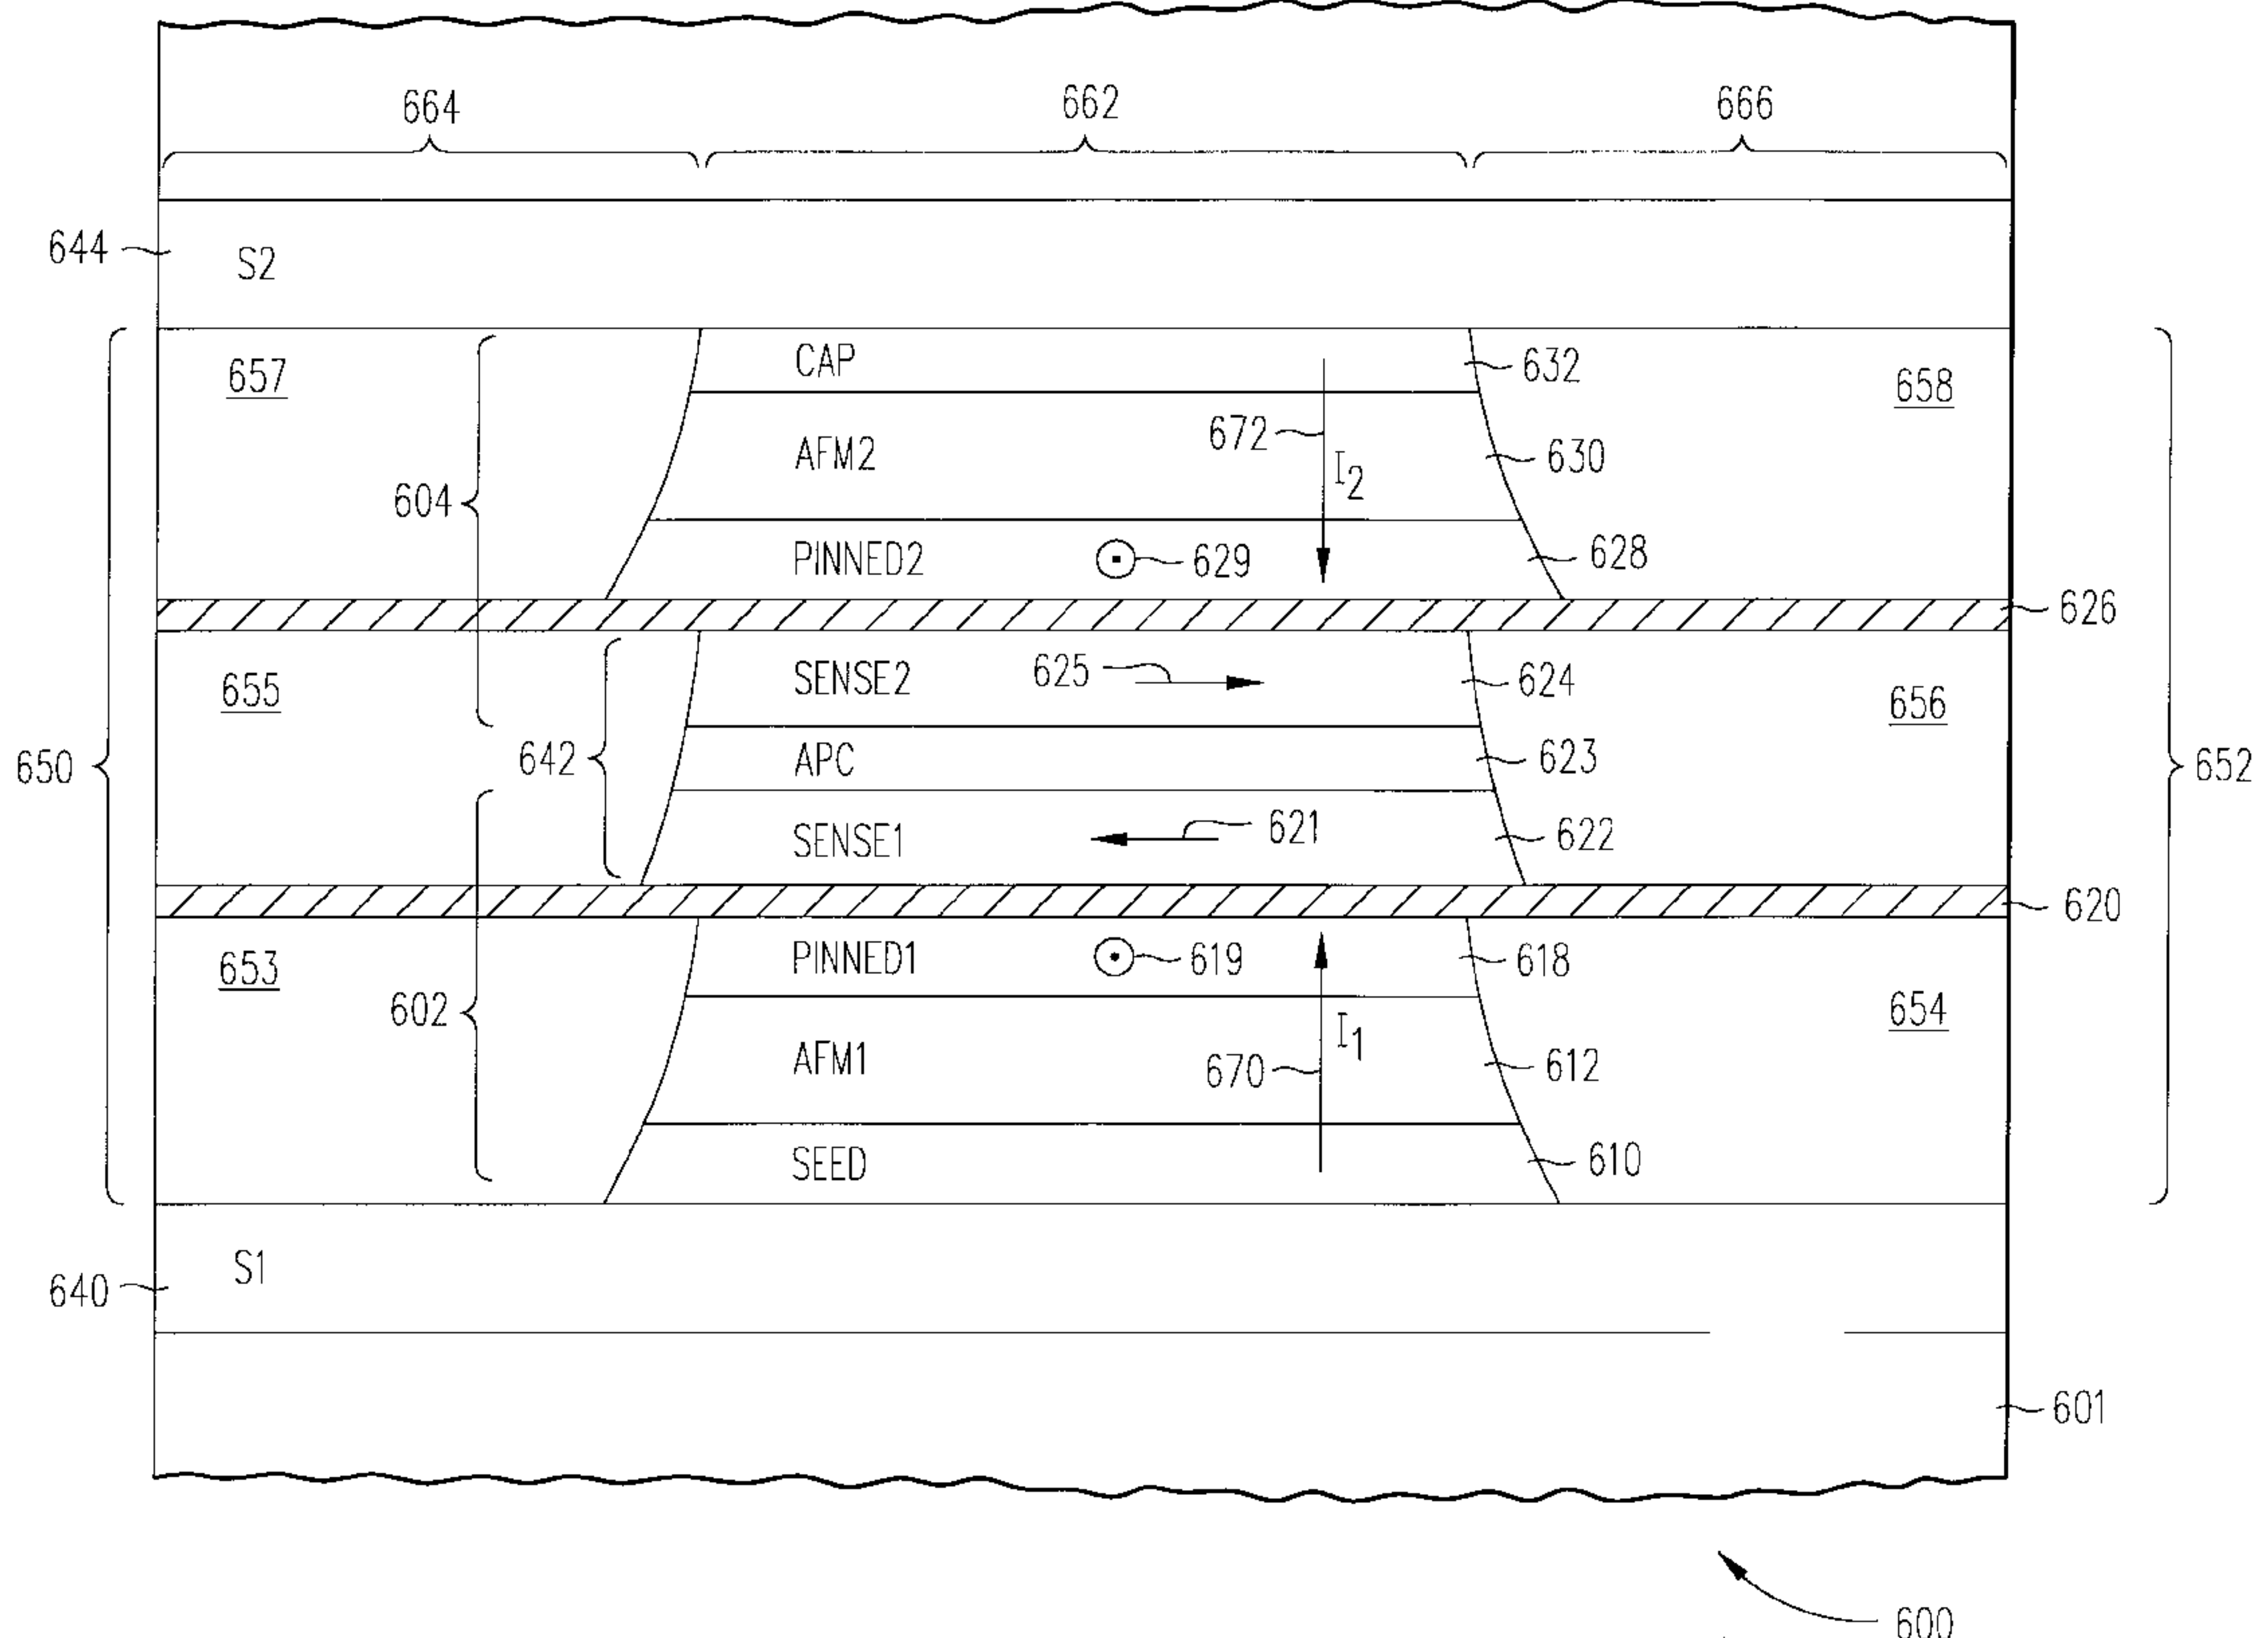 664 662 666
644 S2
657 CAP 632 658
672
AFM2 I2 630
604
PINNED2 629 628
626
655 SENSE2 625 624 656
650 642 APC 623 652
SENSE1 621 622
620
653 PINNED1 619 618
602 I1 654
AFM1 670 612
SEED 610
640 S1
601
600